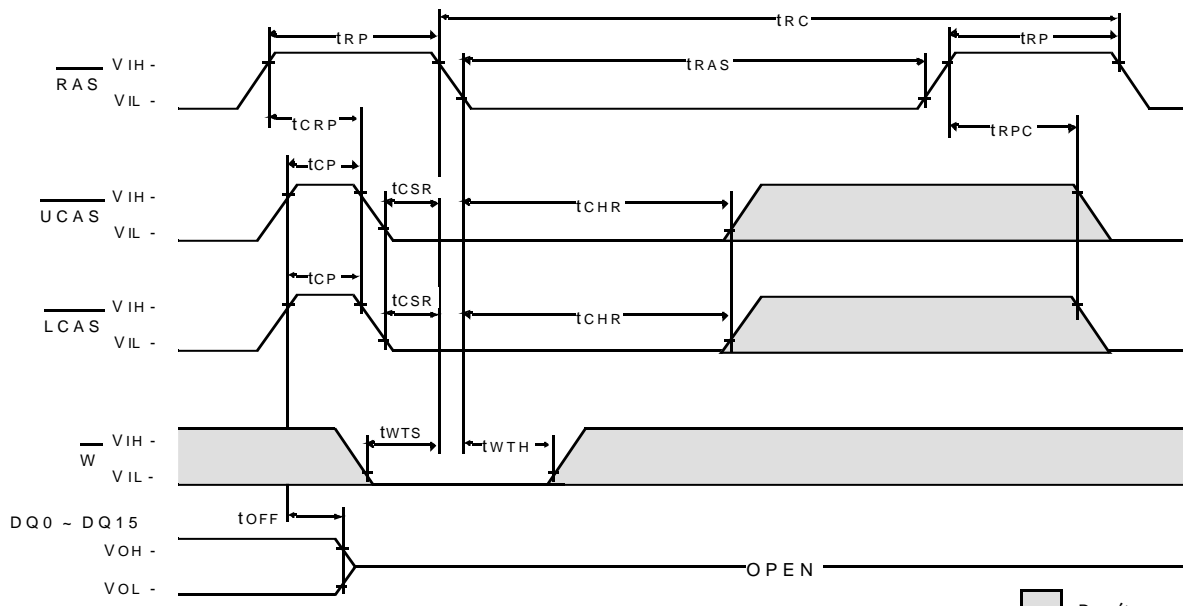 tRC
tRP
tRP
RAS
VIH -
VIL -
tRAS
tCRP
tRPC
tCP
UCAS
VIH -
VIL -
tCSR
tCHR
tCP
LCAS
VIH -
VIL -
tCSR
tCHR
W
VIH -
VIL -
tWTS
tWTH
tOFF
DQ0 ~ DQ15
VOH -
VOL -
OPEN